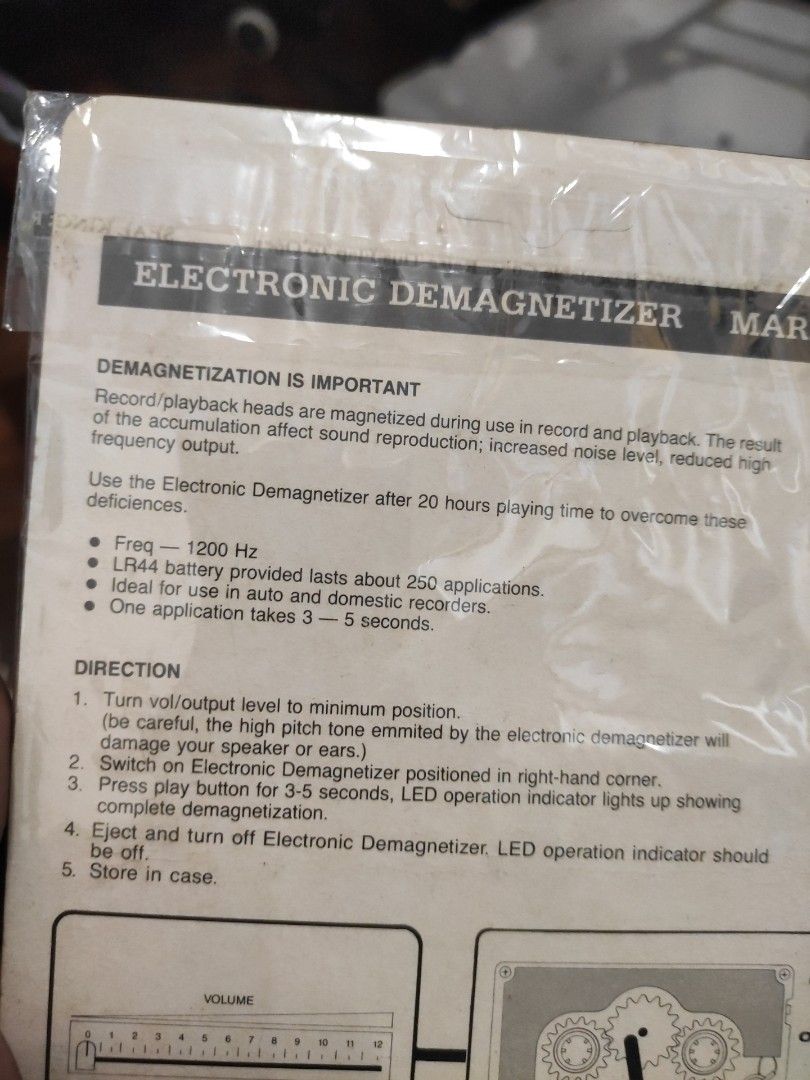 ELECTRONIC DEMAGNETIZER MAR
DEMAGNETIZATION IS IMPORTANT
Record/playback heads are magnetized during use in record and playback. The result
of the accumulation affect sound reproduction; increased noise level, reduced high
frequency output.
Use the Electronic Demagnetizer after 20 hours playing time to overcome these
deficiences.
● Freq — 1200 Hz
● LR44 battery provided lasts about 250 applications.
● Ideal for use in auto and domestic recorders.
● One application takes 3 — 5 seconds.
DIRECTION
1. Turn vol/output level to minimum position.
(be careful, the high pitch tone emmited by the electronic demagnetizer will
damage your speaker or ears.)
2. Switch on Electronic Demagnetizer positioned in right-hand corner.
3. Press play button for 3-5 seconds, LED operation indicator lights up showing
complete demagnetization.
4. Eject and turn off Electronic Demagnetizer. LED operation indicator should
be off.
5. Store in case.
VOLUME
0 1 2 3 4 5 6 7 8 9 10 11 12